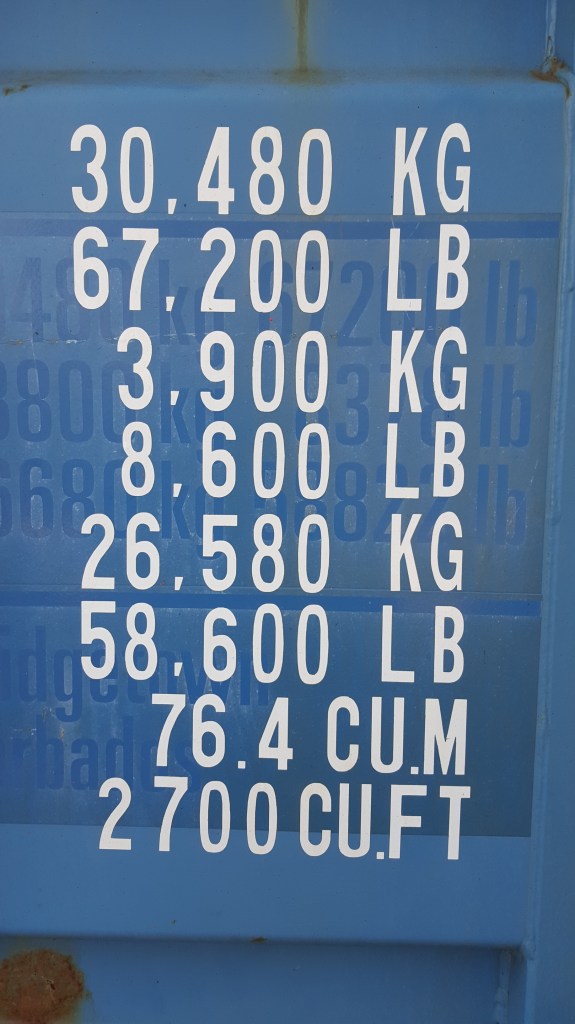 30,480 KG
67,200 LB
3,900 KG
8,600 LB
26,580 KG
58,600 LB
76.4 CU.M
2700 CU.FT